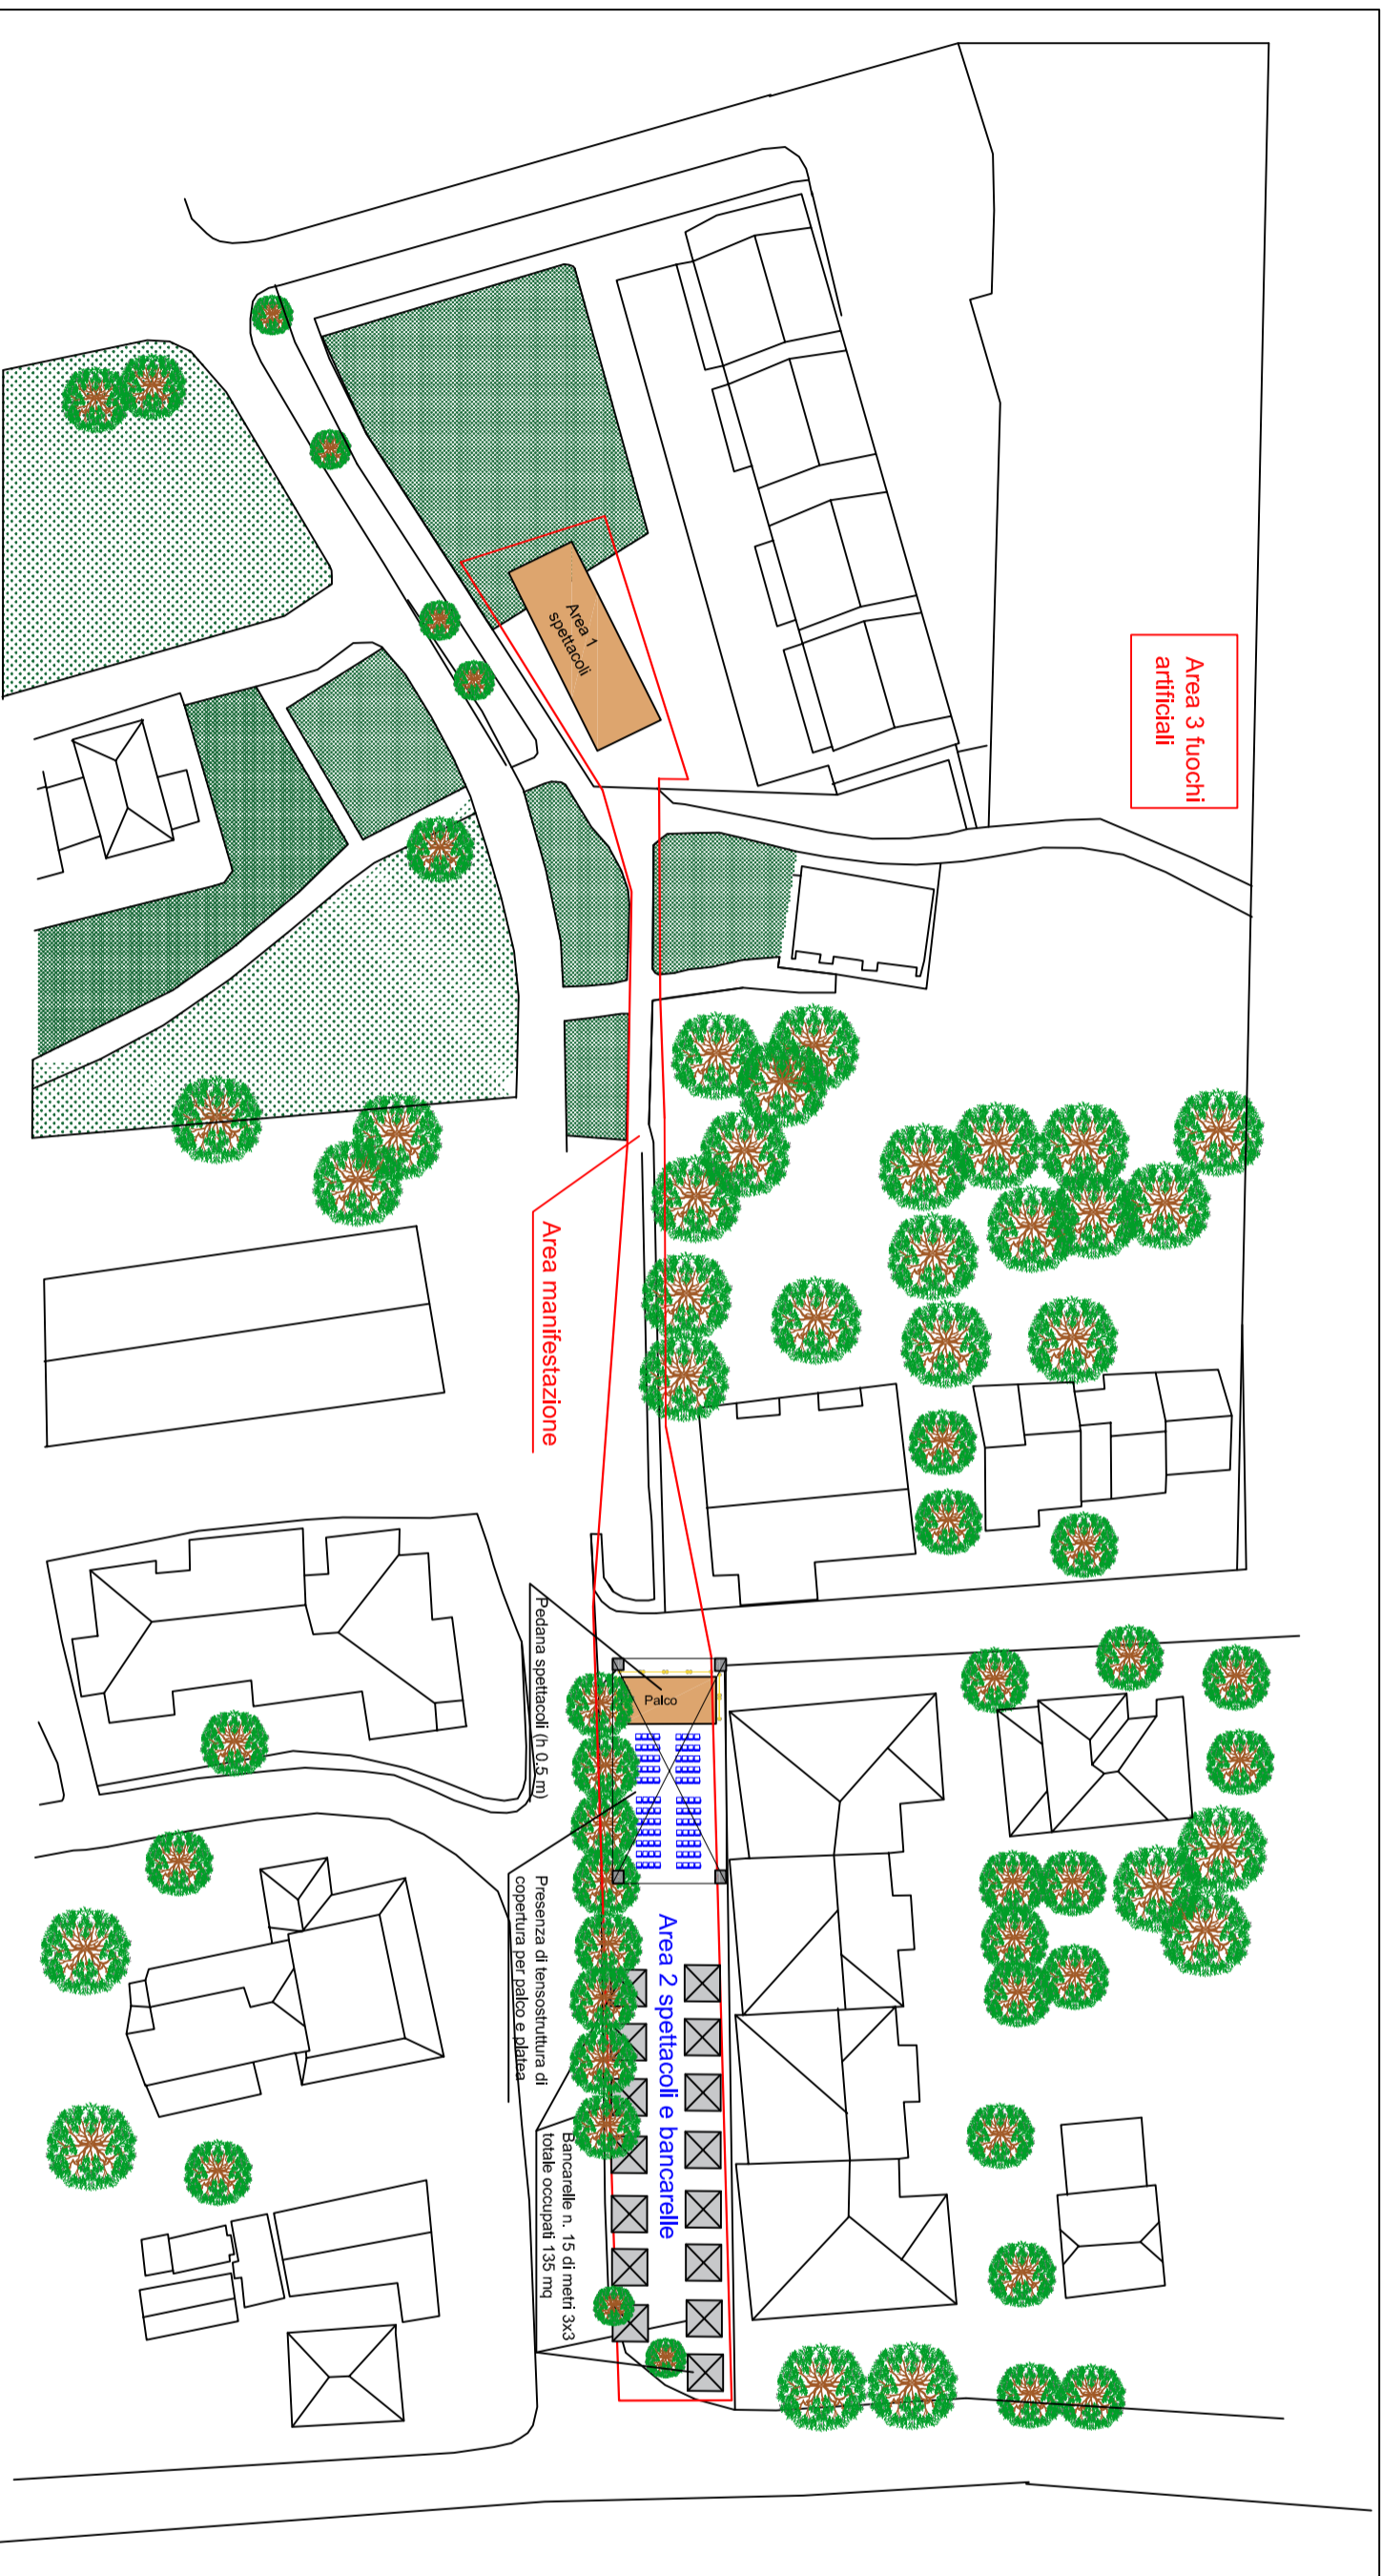 Area 3 fuochi
artificiali
Area 1
spettacoli
Area manifestazione
Pedana spettacoli (h 0,5 m)
Palco
Presenza di tensostruttura di
copertura per palco e platea
Area 2 spettacoli e bancarelle
Bancarelle n. 15 di metri 3x3
totale occupati 135 mq